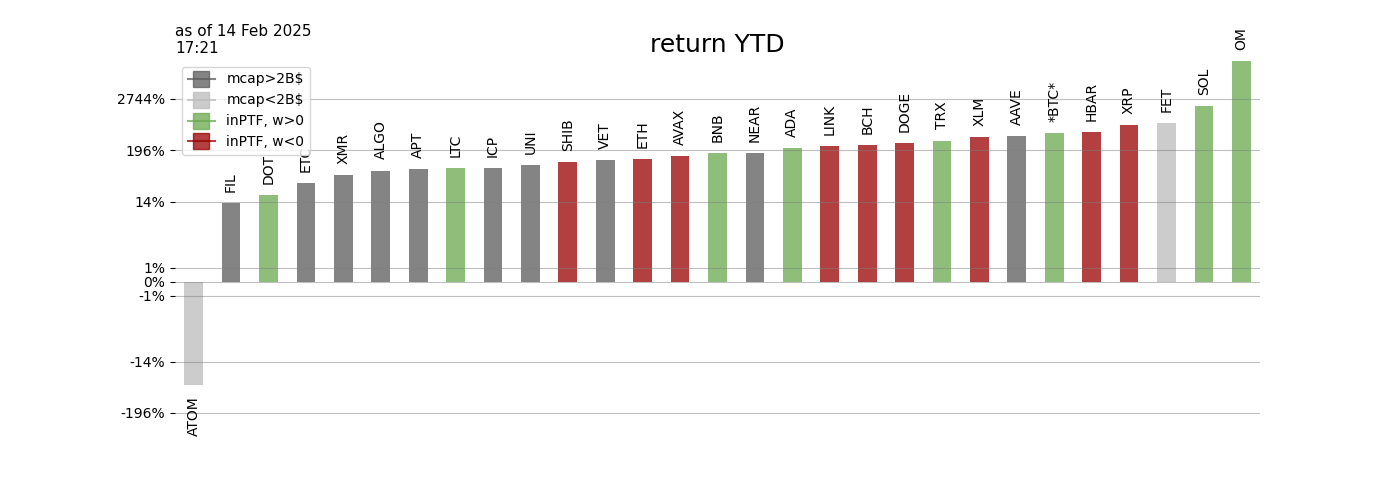 as of 14 Feb 2025
17:21
return YTD
mcap>2B$
mcap<2B$
inPTF, w>0
inPTF, w<0
2744%
196%
14%
1%
0%
-1%
-14%
-196%
ATOM
FIL
DOT
ETC
XMR
ALGO
APT
LTC
ICP
UNI
SHIB
VET
ETH
AVAX
BNB
NEAR
ADA
LINK
BCH
DOGE
TRX
XLM
AAVE
*BTC*
HBAR
XRP
FET
SOL
OM